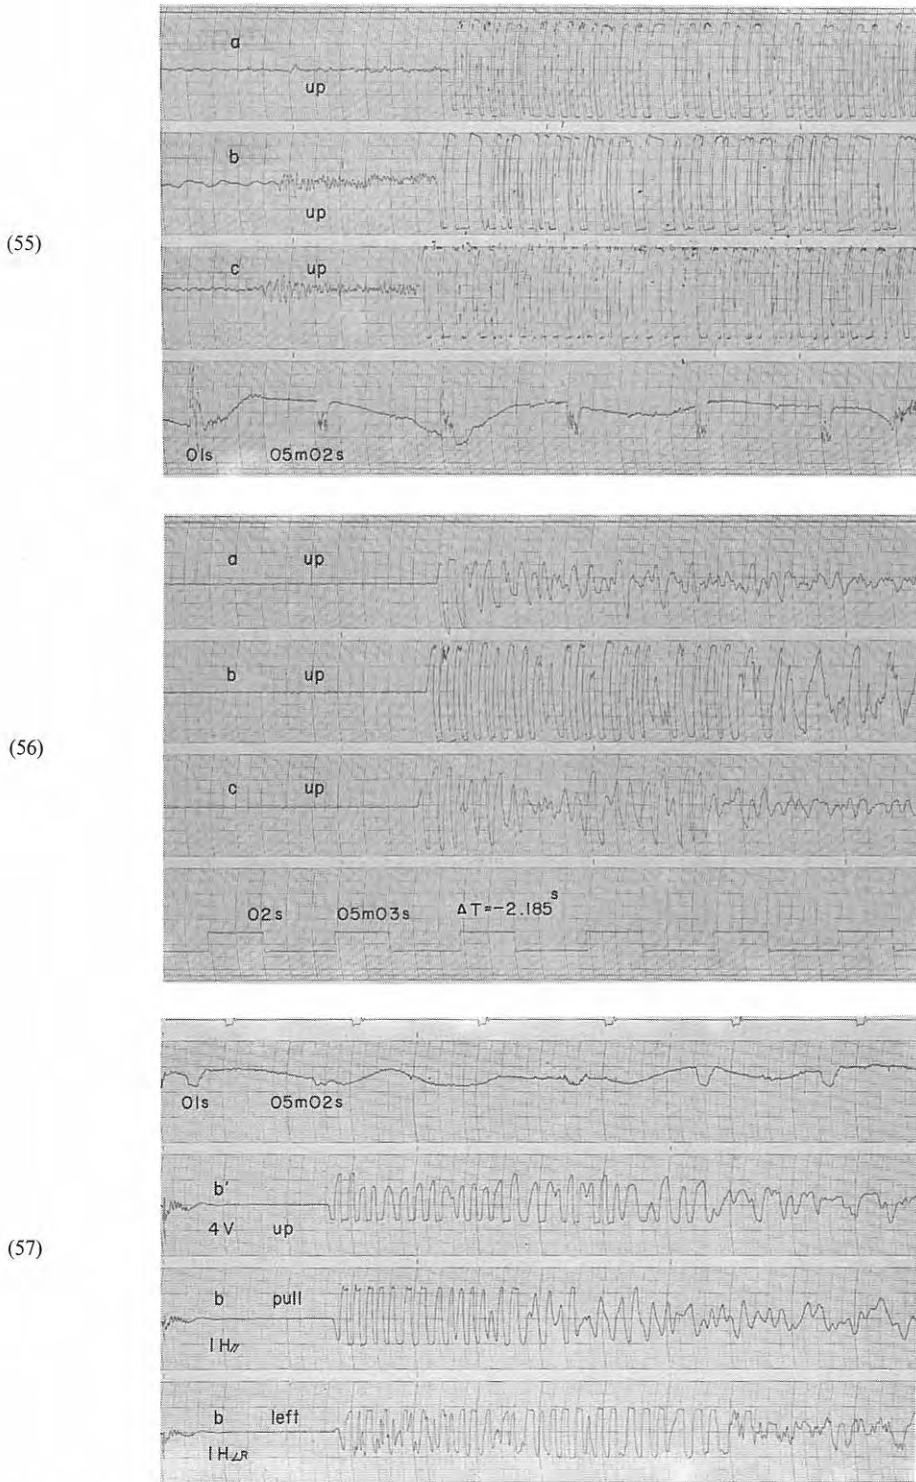 a
up
b
up
(55)
c up
01s 05m02s
a up
b up
(56)
c up
02s 05m03s ΔT=-2.185s
01s 05m02s
b'
4V up
(57)
b pull
1H∥
b left
1H∠R